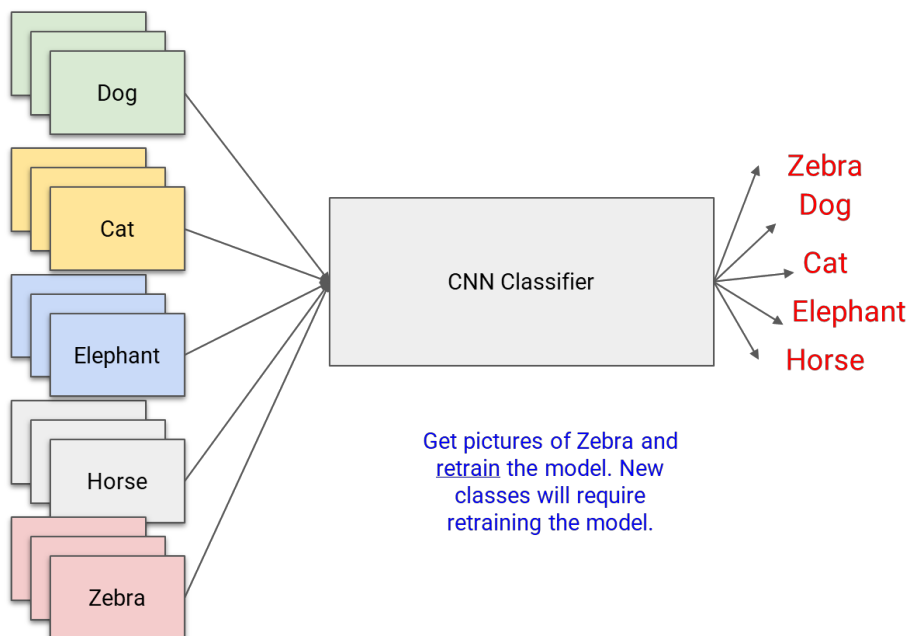 Dog
Cat
Elephant
Horse
Zebra
CNN Classifier
Zebra
Dog
Cat
Elephant
Horse
Get pictures of Zebra and
retrain the model. New
classes will require
retraining the model.